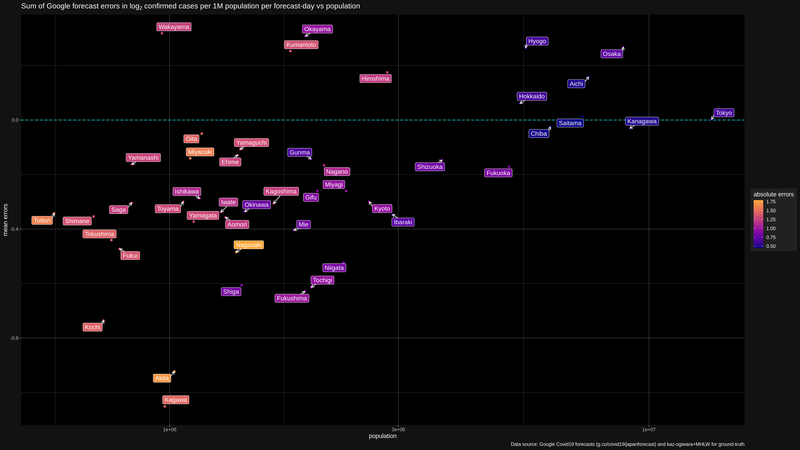 Sum of Google forecast errors in log2 confirmed cases per 1M population per forecast-day vs population
Wakayama
Okayama
Kumamoto
Hyogo
Osaka
Hiroshima
Aichi
Hokkaido
Tokyo
0.0
Saitama
Kanagawa
Chiba
Oita
Yamaguchi
Miyazaki
Gunma
Yamanashi
Ehime
Shizuoka
Nagano
Fukuoka
Miyagi
Ishikawa
Kagoshima
Gifu
Iwate
Okinawa
Saga
Toyama
Kyoto
Yamagata
Tottori
Shimane
Aomori
Mie
Ibaraki
-0.4
Tokushima
Nagasaki
Fukui
Niigata
Tochigi
Shiga
Fukushima
Kochi
-0.8
Akita
Kagawa
mean errors
1e+06
3e+06
1e+07
population
absolute errors
1.75
1.50
1.25
1.00
0.75
0.50
Data source: Google Covid19 forecasts (g.co/covid19/japanforecast) and kaz-ogiwara+MHLW for ground-truth